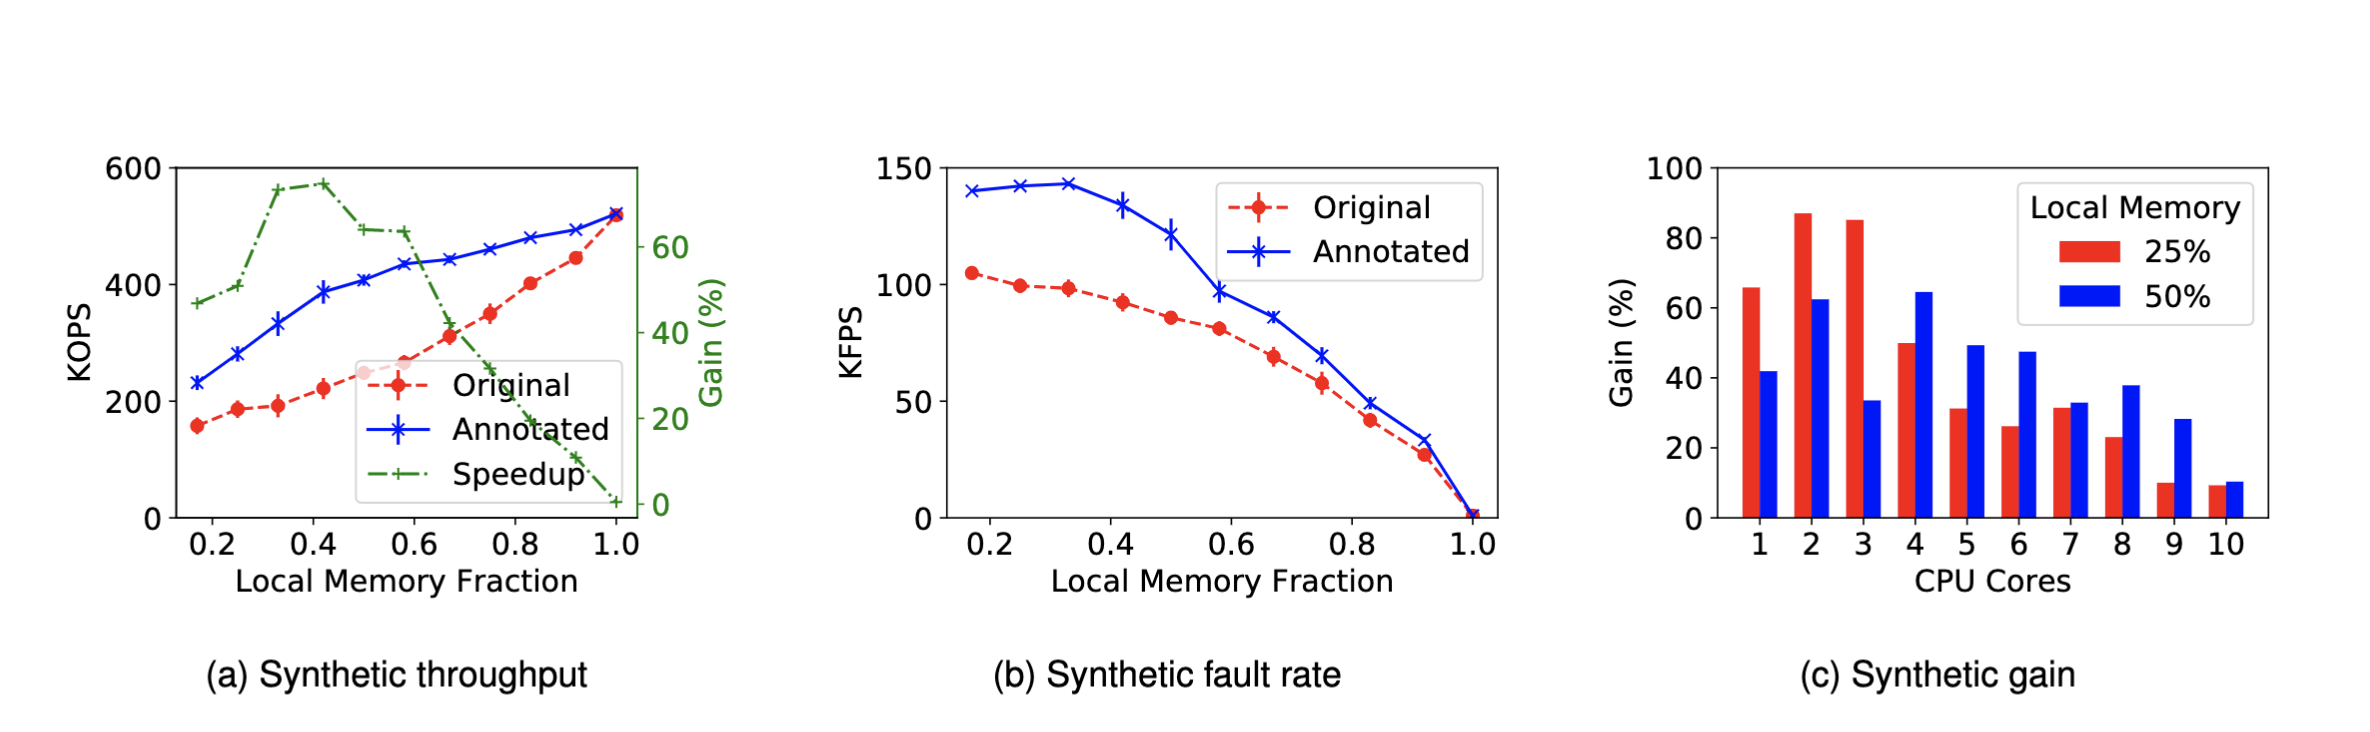 600
400
200
0
KOPS
0.2 0.4 0.6 0.8 1.0
Local Memory Fraction
60
40
20
0
Gain (%)
Original
Annotated
Speedup
(a) Synthetic throughput
150
100
50
0
KFPS
0.2 0.4 0.6 0.8 1.0
Local Memory Fraction
Original
Annotated
(b) Synthetic fault rate
100
80
60
40
20
0
Gain (%)
1 2 3 4 5 6 7 8 9 10
CPU Cores
Local Memory
25%
50%
(c) Synthetic gain